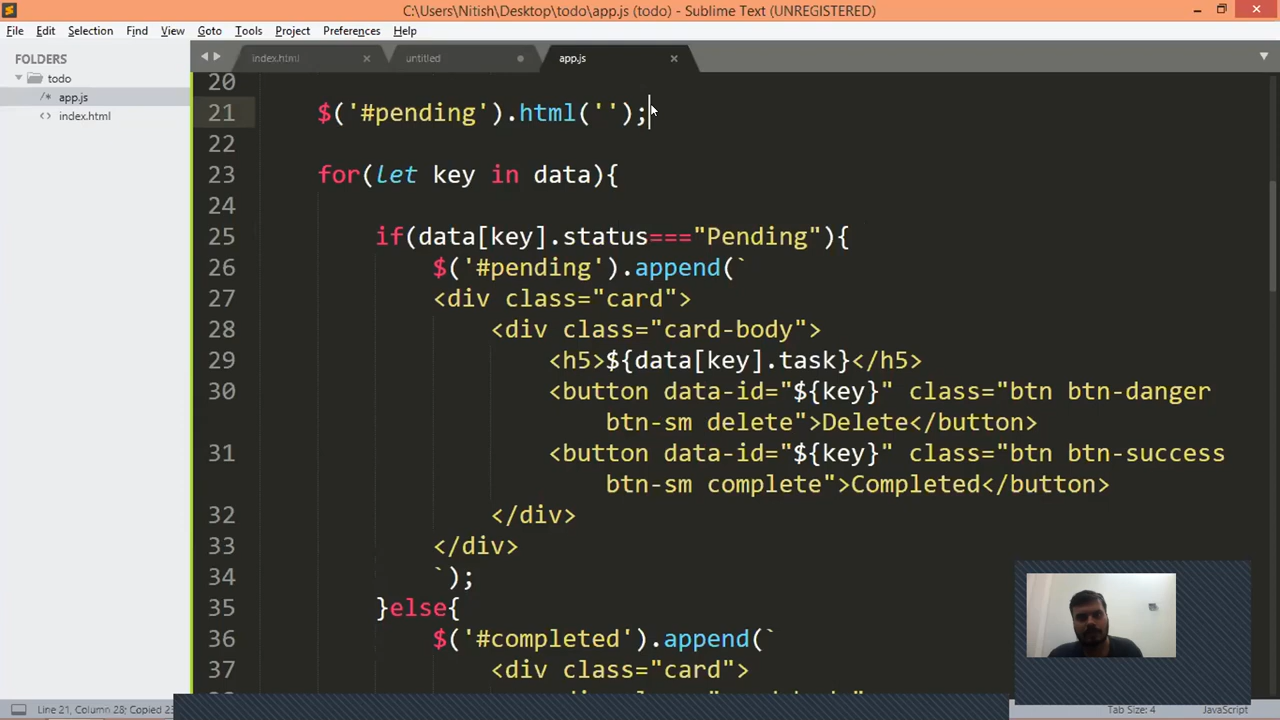 C:\Users\Nitish\Desktop\todo\app.js (todo) - Sublime Text (UNREGISTERED)
File Edit Selection Find View Goto Tools Project Preferences Help
FOLDERS
todo
/* app.js
<> index.html
index.html untitled app.js
20
21 $('#pending').html('');
22
23 for(let key in data){
24
25 if(data[key].status==="Pending"){
26 $('#pending').append(`
27 <div class="card">
28 <div class="card-body">
29 <h5>${data[key].task}</h5>
30 <button data-id="${key}" class="btn btn-danger
btn-sm delete">Delete</button>
31 <button data-id="${key}" class="btn btn-success
btn-sm complete">Completed</button>
32 </div>
33 </div>
34 `);
35 }else{
36 $('#completed').append(`
37 <div class="card">
Line 21, Column 28; Copied 23
Tab Size: 4
JavaScript